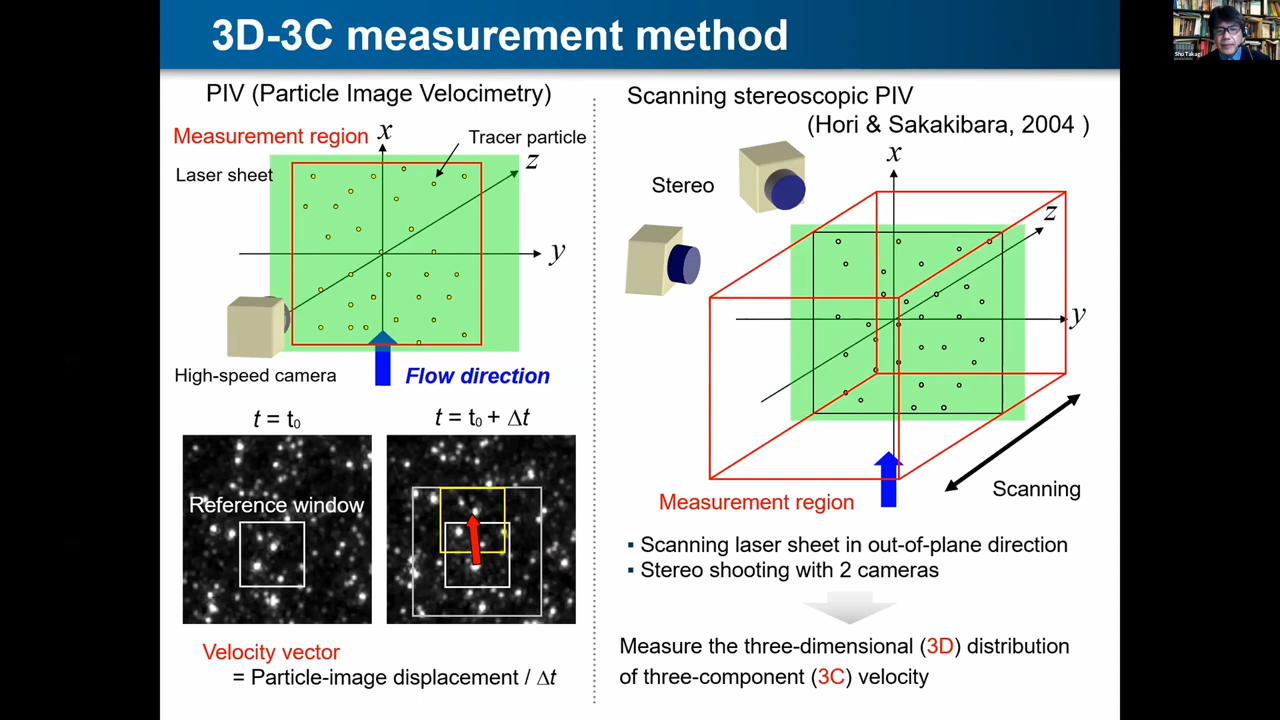 3D-3C measurement method
PIV (Particle Image Velocimetry)
Measurement region
x
Tracer particle
z
Laser sheet
y
High-speed camera
Flow direction
t = t0
t = t0 + Δt
Reference window
Velocity vector
= Particle-image displacement / Δt
Scanning stereoscopic PIV
(Hori & Sakakibara, 2004 )
x
Stereo
z
y
Scanning
Measurement region
▪ Scanning laser sheet in out-of-plane direction
▪ Stereo shooting with 2 cameras
Measure the three-dimensional (3D) distribution
of three-component (3C) velocity
Shu Takagi